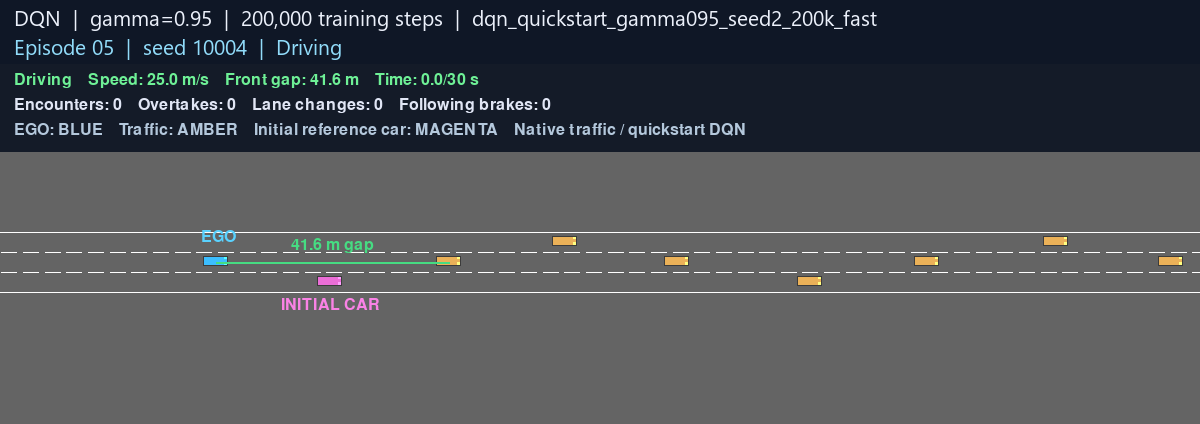 DQN | gamma=0.95 | 200,000 training steps | dqn_quickstart_gamma095_seed2_200k_fast
Episode 05 | seed 10004 | Driving
Driving Speed: 25.0 m/s Front gap: 41.6 m Time: 0.0/30 s
Encounters: 0 Overtakes: 0 Lane changes: 0 Following brakes: 0
EGO: BLUE Traffic: AMBER Initial reference car: MAGENTA Native traffic / quickstart DQN
EGO
41.6 m gap
INITIAL CAR